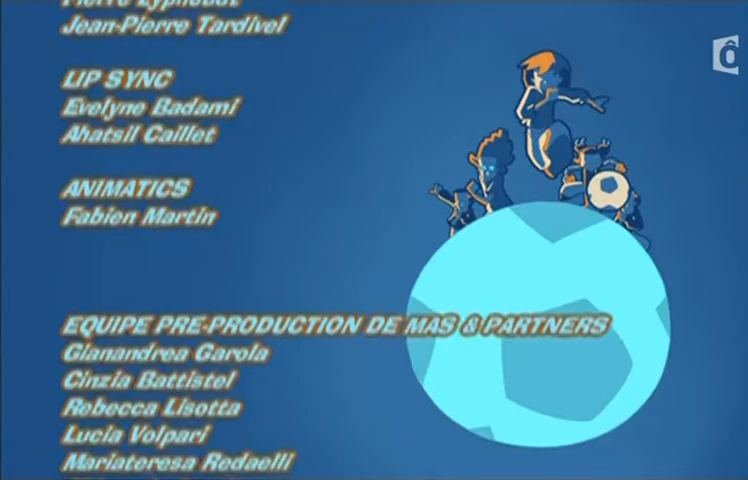 Jean-Pierre Tardivel
LIP SYNC
Evelyne Badami
Ahatsil Caillet
ANIMATICS
Fabien Martin
EQUIPE PRE-PRODUCTION DE MAS & PARTNERS
Gianandrea Garola
Cinzia Battistel
Rebecca Lisotta
Lucia Volpari
Mariateresa Redaelli
Ô